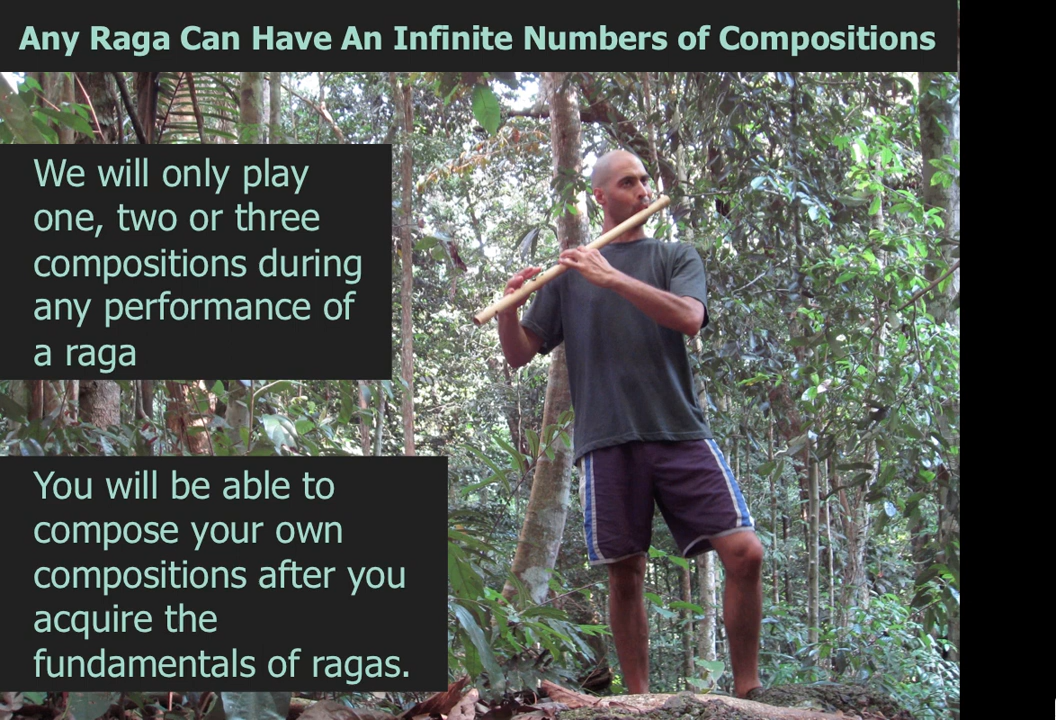 Any Raga Can Have An Infinite Numbers of Compositions
We will only play
one, two or three
compositions during
any performance of
a raga
You will be able to
compose your own
compositions after you
acquire the
fundamentals of ragas.